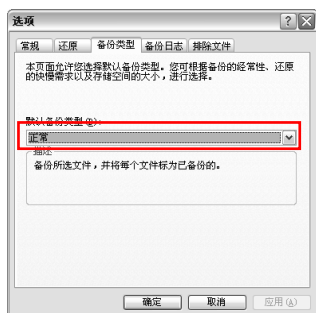 选项
常规 还原 备份类型 备份日志 排除文件
本页面允许您选择默认备份类型。您可根据备份的经常性、还原
的快慢需求以及存储空间的大小，进行选择。
默认备份类型(D):
正常
描述
备份所选文件，并将每个文件标为已备份的。
确定 取消 应用(A)